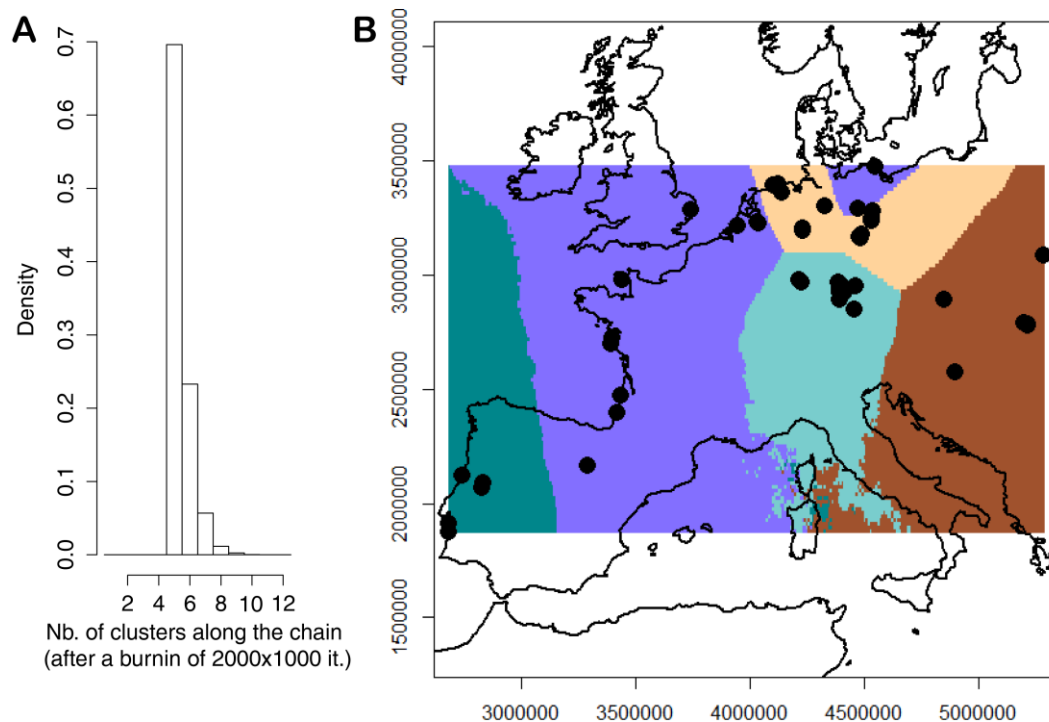 A
0.7
0.6
0.5
0.4
0.3
0.2
0.1
0.0
Density
2 4 6 8 10 12
Nb. of clusters along the chain
(after a burnin of 2000x1000 it.)
B
4000000
3500000
3000000
2500000
2000000
1500000
3000000 3500000 4000000 4500000 5000000